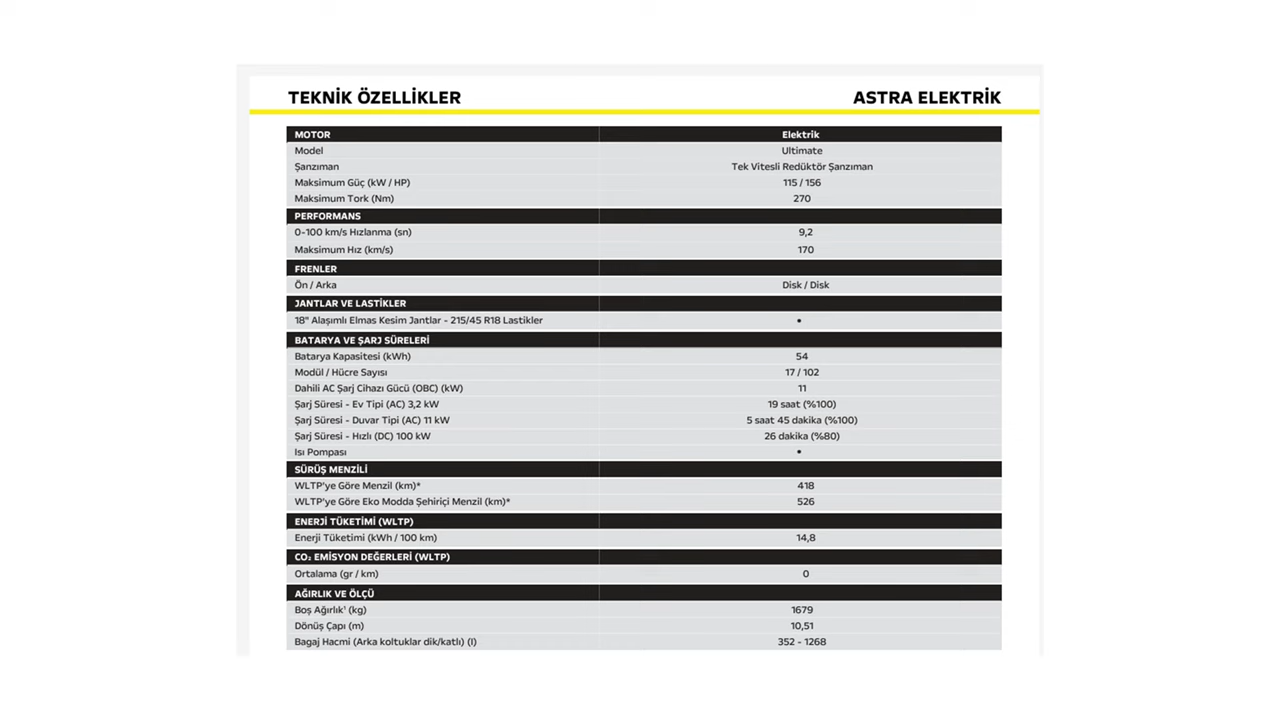 TEKNİK ÖZELLİKLER ASTRA ELEKTRİK
MOTOR Elektrik
Model Ultimate
Şanzıman Tek Vitesli Redüktör Şanzıman
Maksimum Güç (kW / HP) 115 / 156
Maksimum Tork (Nm) 270
PERFORMANS
0-100 km/s Hızlanma (sn) 9,2
Maksimum Hız (km/s) 170
FRENLER
Ön / Arka Disk / Disk
JANTLAR VE LASTİKLER
18" Alaşımlı Elmas Kesim Jantlar - 215/45 R18 Lastikler •
BATARYA VE ŞARJ SÜRELERİ
Batarya Kapasitesi (kWh) 54
Modül / Hücre Sayısı 17 / 102
Dahili AC Şarj Cihazı Gücü (OBC) (kW) 11
Şarj Süresi - Ev Tipi (AC) 3,2 kW 19 saat (%100)
Şarj Süresi - Duvar Tipi (AC) 11 kW 5 saat 45 dakika (%100)
Şarj Süresi - Hızlı (DC) 100 kW 26 dakika (%80)
Isı Pompası •
SÜRÜŞ MENZİLİ
WLTP'ye Göre Menzil (km)* 418
WLTP'ye Göre Eko Modda Şehiriçi Menzil (km)* 526
ENERJİ TÜKETİMİ (WLTP)
Enerji Tüketimi (kWh / 100 km) 14,8
CO₂ EMİSYON DEĞERLERİ (WLTP)
Ortalama (gr / km) 0
AĞIRLIK VE ÖLÇÜ
Boş Ağırlık¹ (kg) 1679
Dönüş Çapı (m) 10,51
Bagaj Hacmi (Arka koltuklar dik/katlı) (l) 352 - 1268